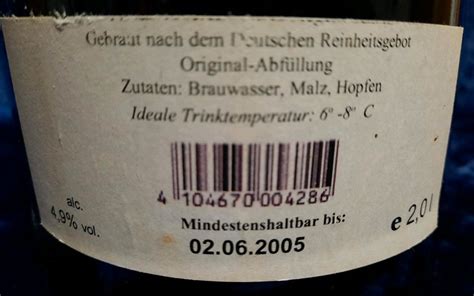 Gebraut nach dem Deutschen Reinheitsgebot
Original-Abfüllung
Zutaten: Brauwasser, Malz, Hopfen
Ideale Trinktemperatur: 6° -8° C
4 104670 004286
alc.
4,9% vol.
Mindestenshaltbar bis:
02.06.2005
e 2,0 l